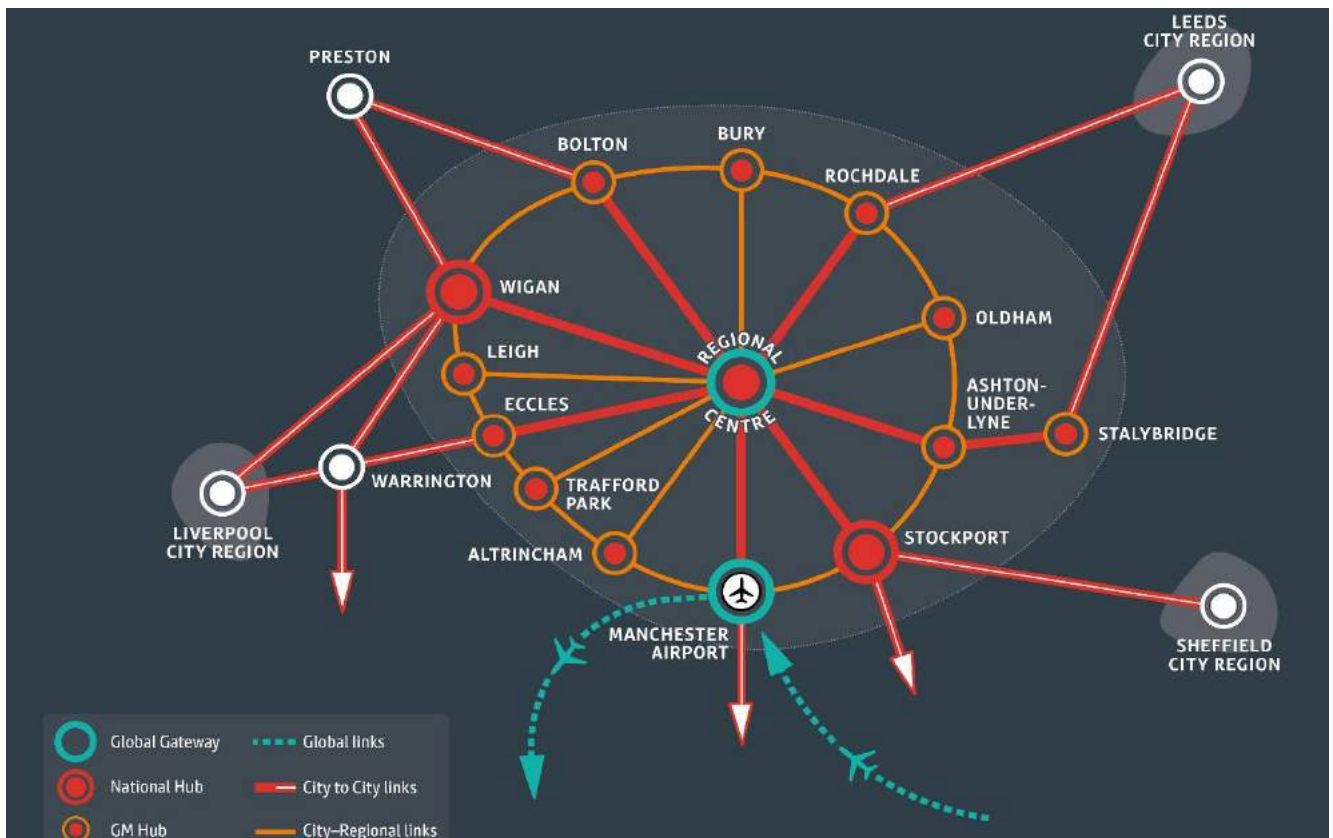 LEEDS
CITY REGION
PRESTON
BURY
BOLTON
ROCHDALE
WIGAN
OLDHAM
REGIONAL
CENTRE
LEIGH
ASHTON-
UNDER-
LYNE
ECCLES
STALYBRIDGE
WARRINGTON
TRAFFORD
PARK
LIVERPOOL
CITY REGION
STOCKPORT
ALTRINCHAM
MANCHESTER
AIRPORT
SHEFFIELD
CITY REGION
Global Gateway
Global links
National Hub
City to City links
GM Hub
City–Regional links